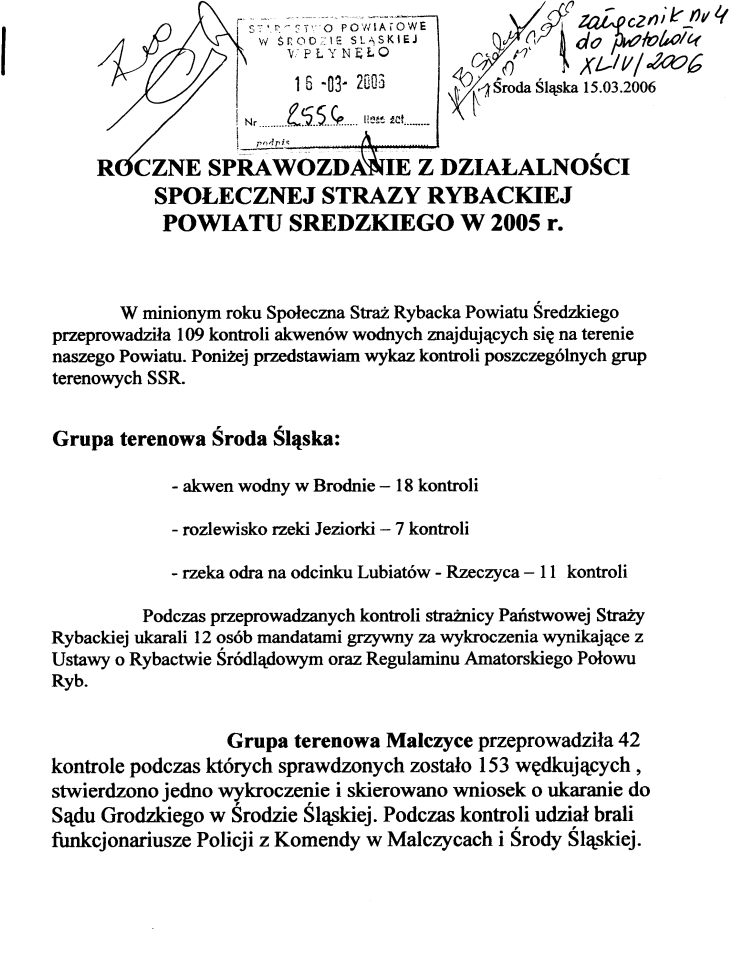 STAROSTWO POWIATOWE
W ŚRODZIE ŚLĄSKIEJ
WPŁYNĘŁO
16 -03- 2006
Nr 2556 ilość zał.
podpis
załącznik nr 4
do protokołu
XLIV/2006
Środa Śląska 15.03.2006
ROCZNE SPRAWOZDANIE Z DZIAŁALNOŚCI
SPOŁECZNEJ STRAZY RYBACKIEJ
POWIATU SREDZKIEGO W 2005 r.
W minionym roku Społeczna Straż Rybacka Powiatu Średzkiego
przeprowadziła 109 kontroli akwenów wodnych znajdujących się na terenie
naszego Powiatu. Poniżej przedstawiam wykaz kontroli poszczególnych grup
terenowych SSR.
Grupa terenowa Środa Śląska:
- akwen wodny w Brodnie – 18 kontroli
- rozlewisko rzeki Jeziorki – 7 kontroli
- rzeka odra na odcinku Lubiatów - Rzeczyca – 11 kontroli
Podczas przeprowadzanych kontroli strażnicy Państwowej Straży
Rybackiej ukarali 12 osób mandatami grzywny za wykroczenia wynikające z
Ustawy o Rybactwie Śródlądowym oraz Regulaminu Amatorskiego Połowu
Ryb.
Grupa terenowa Malczyce przeprowadziła 42
kontrole podczas których sprawdzonych zostało 153 wędkujących ,
stwierdzono jedno wykroczenie i skierowano wniosek o ukaranie do
Sądu Grodzkiego w Środzie Śląskiej. Podczas kontroli udział brali
funkcjonariusze Policji z Komendy w Malczycach i Środy Śląskiej.